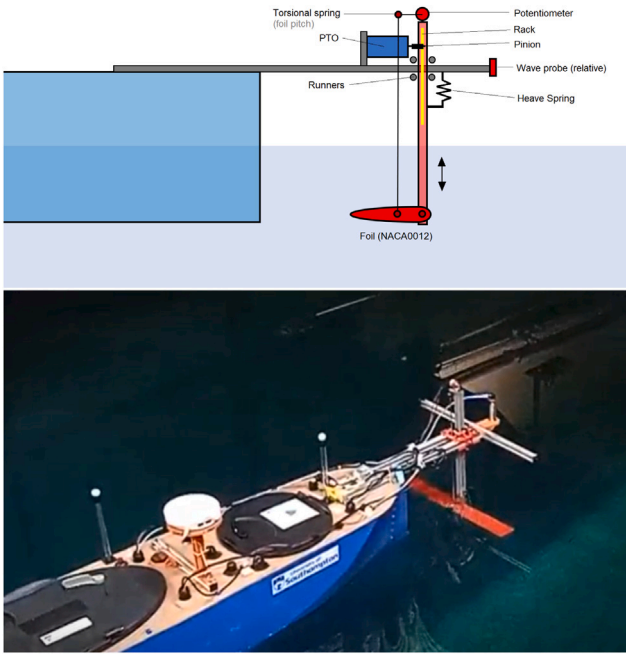 Torsional spring
(foil pitch)
Potentiometer
Rack
PTO
Pinion
Wave probe (relative)
Runners
Heave Spring
Foil (NACA0012)
Southampton